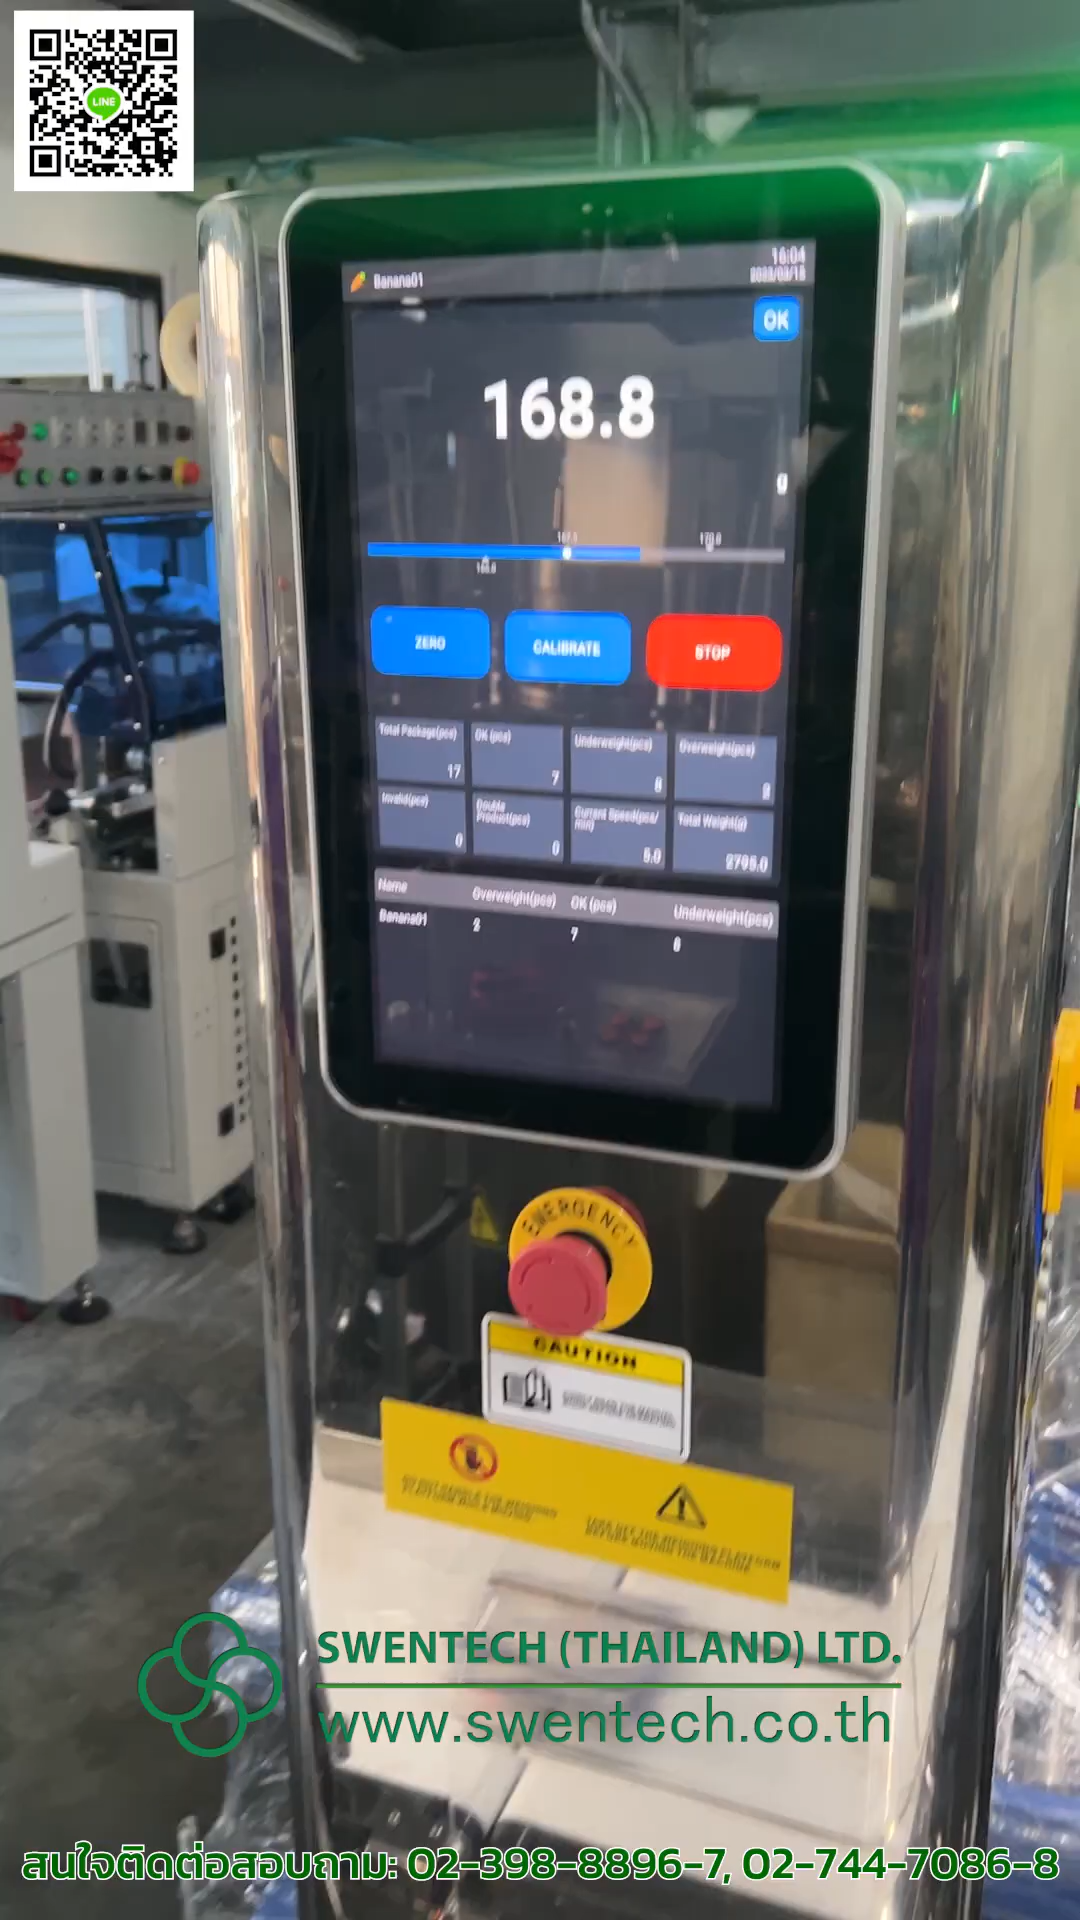 LINE
Banana01
16:04
OK
168.8
g
170.0
ZERO
CALIBRATE
STOP
Total Package(pcs)
17
OK (pcs)
7
Underweight(pcs)
8
Overweight(pcs)
2
Invalid(pcs)
0
Double Product(pcs)
0
Current Speed(pcs/min)
5.0
Total Weight(g)
2795.0
Name
Overweight(pcs)
OK (pcs)
Underweight(pcs)
Banana01
2
7
8
EMERGENCY
CAUTION
SWENTECH (THAILAND) LTD.
www.swentech.co.th
สนใจติดต่อสอบถาม: 02-398-8896-7, 02-744-7086-8